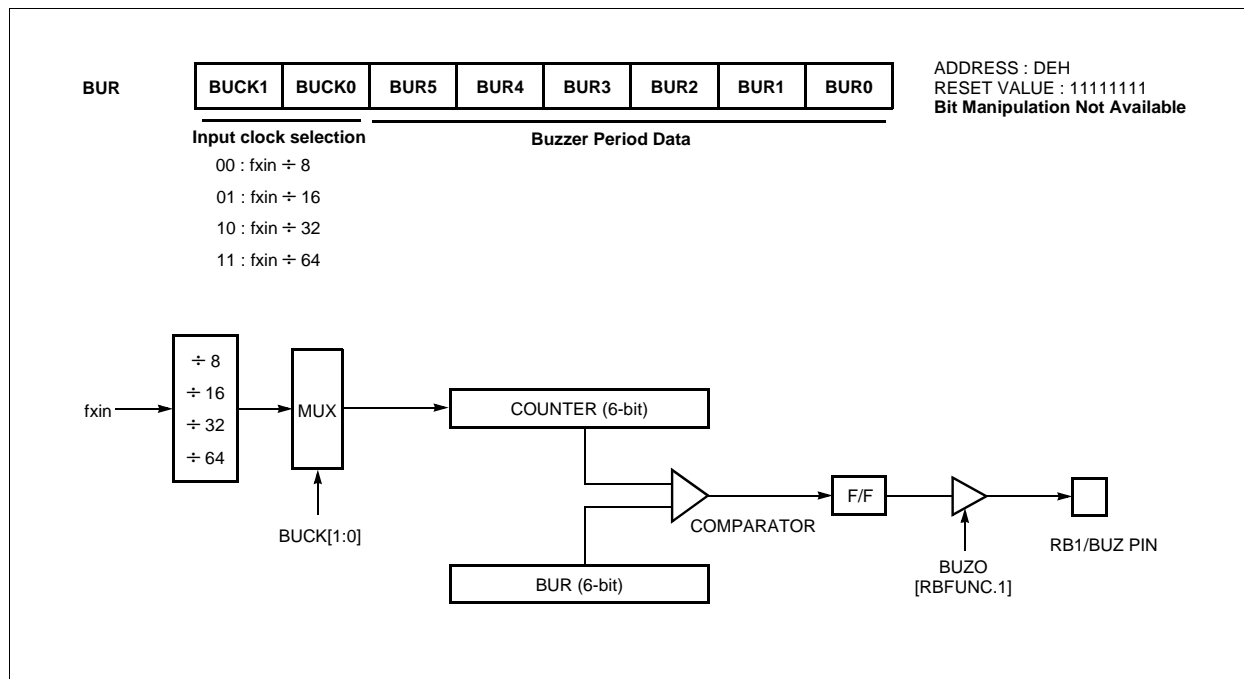 BUR
BUCK1 BUCK0 BUR5 BUR4 BUR3 BUR2 BUR1 BUR0
ADDRESS : DEH
RESET VALUE : 11111111
Bit Manipulation Not Available
Input clock selection
Buzzer Period Data
00 : fxin ÷ 8
01 : fxin ÷ 16
10 : fxin ÷ 32
11 : fxin ÷ 64
fxin
÷ 8
÷ 16
÷ 32
÷ 64
MUX
BUCK[1:0]
COUNTER (6-bit)
BUR (6-bit)
COMPARATOR
F/F
BUZO
[RBFUNC.1]
RB1/BUZ PIN